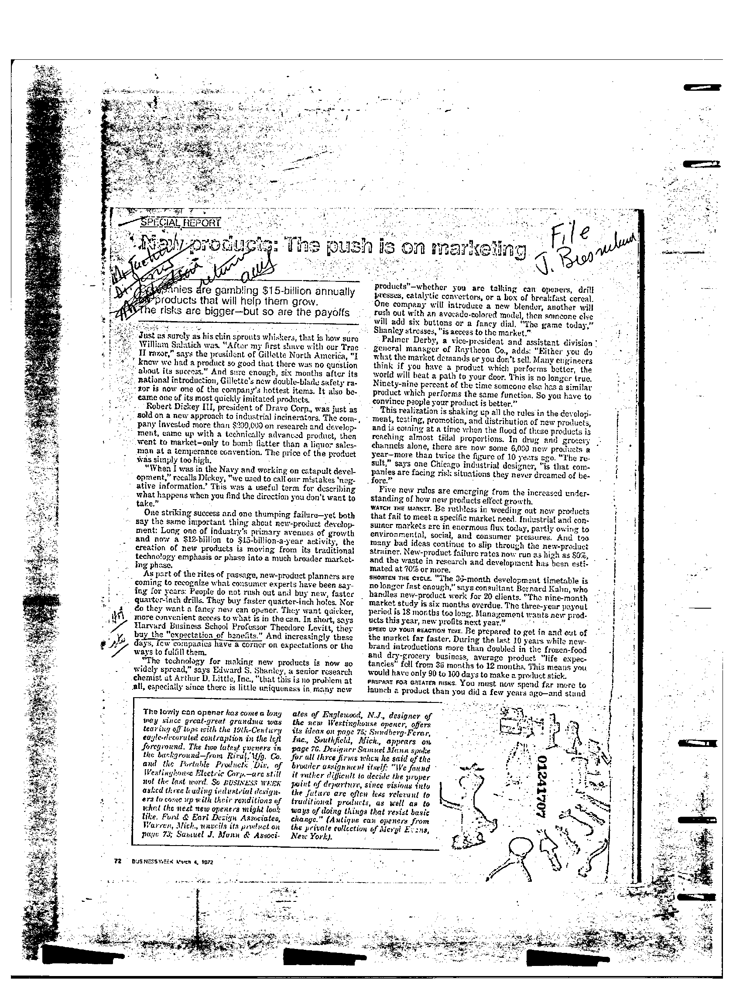 SPECIAL REPORT
New products: The push is on marketing
File
J. Bresnahan
are gambling $15-billion annually
products that will help them grow.
The risks are bigger—but so are the payoffs
Just as surely as his chin sprouts whiskers, that is how sure
William Salatich was. "After my first shave with our Trac
II razor," says the president of Gillette North America, "I
knew we had a product so good that there was no question
about its success." And sure enough, six months after its
national introduction, Gillette's new double-blade safety ra-
zor is now one of the company's hottest items. It also be-
came one of its most quickly imitated products.
Robert Dickey III, president of Dravo Corp., was just as
sold on a new approach to industrial incinerators. The com-
pany invested more than $300,000 on research and develop-
ment, came up with a technically advanced product, then
went to market—only to bomb flatter than a liquor sales-
man at a temperance convention. The price of the product
was simply too high.
"When I was in the Navy and working on catapult devel-
opment," recalls Dickey, "we used to call our mistakes 'neg-
ative information.' This was a useful term for describing
what happens when you find the direction you don't want to
take."
One striking success and one thumping failure—yet both
say the same important thing about new-product develop-
ment: Long one of industry's primary avenues of growth
and now a $12-billion to $15-billion-a-year activity, the
creation of new products is moving from its traditional
technology emphasis or phase into a much broader market-
ing phase.
As part of the rites of passage, new-product planners are
coming to recognize what consumer experts have been say-
ing for years: People do not rush out and buy new, faster
quarter-inch drills. They buy faster quarter-inch holes. Nor
do they want a fancy new can opener. They want quicker,
more convenient access to what is in the can. In short, says
Harvard Business School Professor Theodore Levitt, they
buy the "expectation of benefits." And increasingly these
days, few companies have a corner on expectations or the
ways to fulfill them.
"The technology for making new products is now so
widely spread," says Edward S. Shanley, a senior research
chemist at Arthur D. Little, Inc., "that this is no problem at
all, especially since there is little uniqueness in many new
products"—whether you are talking can openers, drill
presses, catalytic convertors, or a box of breakfast cereal.
One company will introduce a new blender, another will
rush out with an avocado-colored model, then someone else
will add six buttons or a fancy dial. "The game today,"
Shanley stresses, "is access to the market."
Palmer Derby, a vice-president and assistant division
general manager of Raytheon Co., adds: "Either you do
what the market demands or you don't sell. Many engineers
think if you have a product which performs better, the
world will beat a path to your door. This is no longer true.
Ninety-nine percent of the time someone else has a similar
product which performs the same function. So you have to
convince people your product is better."
This realization is shaking up all the rules in the develop-
ment, testing, promotion, and distribution of new products,
and is coming at a time when the flood of these products is
reaching almost tidal proportions. In drug and grocery
channels alone, there are now some 6,000 new products a
year—more than twice the figure of 10 years ago. "The re-
sult," says one Chicago industrial designer, "is that com-
panies are facing risk situations they never dreamed of be-
fore."
Five new rules are emerging from the increased under-
standing of how new products effect growth.
WATCH THE MARKET. Be ruthless in weeding out new products
that fail to meet a specific market need. Industrial and con-
sumer markets are in enormous flux today, partly owing to
environmental, social, and consumer pressures. And too
many bad ideas continue to slip through the new-product
strainer. New-product failure rates now run as high as 80%,
and the waste in research and development has been esti-
mated at 70% or more.
SHORTEN THE CYCLE. "The 36-month development timetable is
no longer fast enough," says consultant Bernard Kahn, who
handles new-product work for 20 clients. "The nine-month
market study is six months overdue. The three-year payout
period is 18 months too long. Management wants new prod-
ucts this year, new profits next year."
SPEED UP YOUR REACTION TIME. Be prepared to get in and out of
the market far faster. During the last 10 years while new-
brand introductions more than doubled in the frozen-food
and dry-grocery business, average product "life expec-
tancies" fell from 36 months to 12 months. This means you
would have only 90 to 100 days to make a product stick.
PREPARE FOR GREATER RISKS. You must now spend far more to
launch a product than you did a few years ago—and stand
The lowly can opener has come a long
way since great-great grandma was
tearing off tops with the 19th-Century
eagle-decorated contraption in the left
foreground. The two latest openers in
the background—from Rival Mfg. Co.
and the Portable Products Div. of
Westinghouse Electric Corp.—are still
not the last word. So BUSINESS WEEK
asked three leading industrial design-
ers to come up with their renditions of
what the next new openers might look
like. Ford & Earl Design Associates,
Warren, Mich., unveils its product on
page 73; Samuel J. Mann & Associ-
ates of Englewood, N.J., designer of
the new Westinghouse opener, offers
its ideas on page 75; Sundberg-Ferar,
Inc., Southfield, Mich., appears on
page 76. Designer Samuel Mann spoke
for all three firms when he said of the
broader assignment itself: "We found
it rather difficult to decide the proper
point of departure, since visions into
the future are often less relevant to
traditional products, as well as to
ways of doing things that resist basic
change." (Antique can openers from
the private collection of Meryl Evans,
New York).
012411707
72 BUSINESS WEEK March 4, 1972